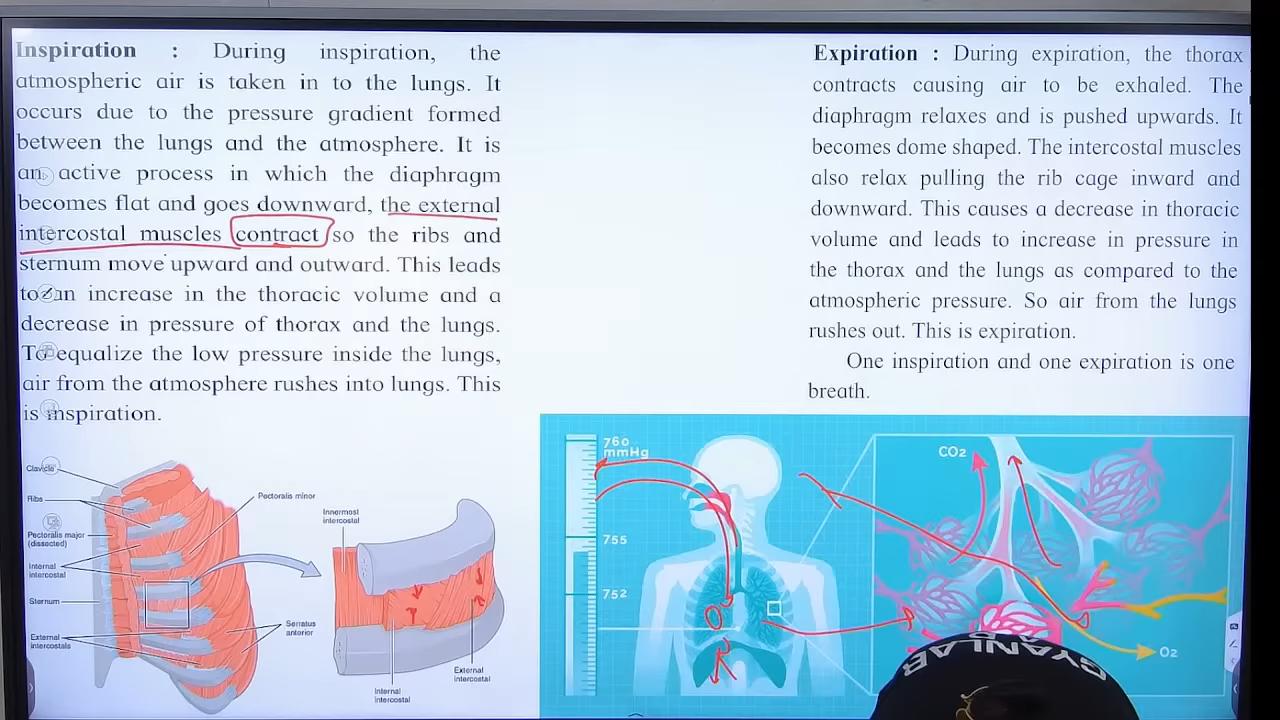 Inspiration : During inspiration, the
atmospheric air is taken in to the lungs. It
occurs due to the pressure gradient formed
between the lungs and the atmosphere. It is
an active process in which the diaphragm
becomes flat and goes downward, the external
intercostal muscles contract so the ribs and
sternum move upward and outward. This leads
to an increase in the thoracic volume and a
decrease in pressure of thorax and the lungs.
To equalize the low pressure inside the lungs,
air from the atmosphere rushes into lungs. This
is inspiration.
Expiration : During expiration, the thorax
contracts causing air to be exhaled. The
diaphragm relaxes and is pushed upwards. It
becomes dome shaped. The intercostal muscles
also relax pulling the rib cage inward and
downward. This causes a decrease in thoracic
volume and leads to increase in pressure in
the thorax and the lungs as compared to the
atmospheric pressure. So air from the lungs
rushes out. This is expiration.
One inspiration and one expiration is one
breath.
Clavicle
Ribs
Pectoralis major
(dissected)
Internal
intercostal
Sternum
External
intercostals
Pectoralis minor
Serratus
anterior
Innermost
intercostal
Internal
intercostal
External
intercostal
760
mmHg
755
752
CO2
O2
GYANLAB